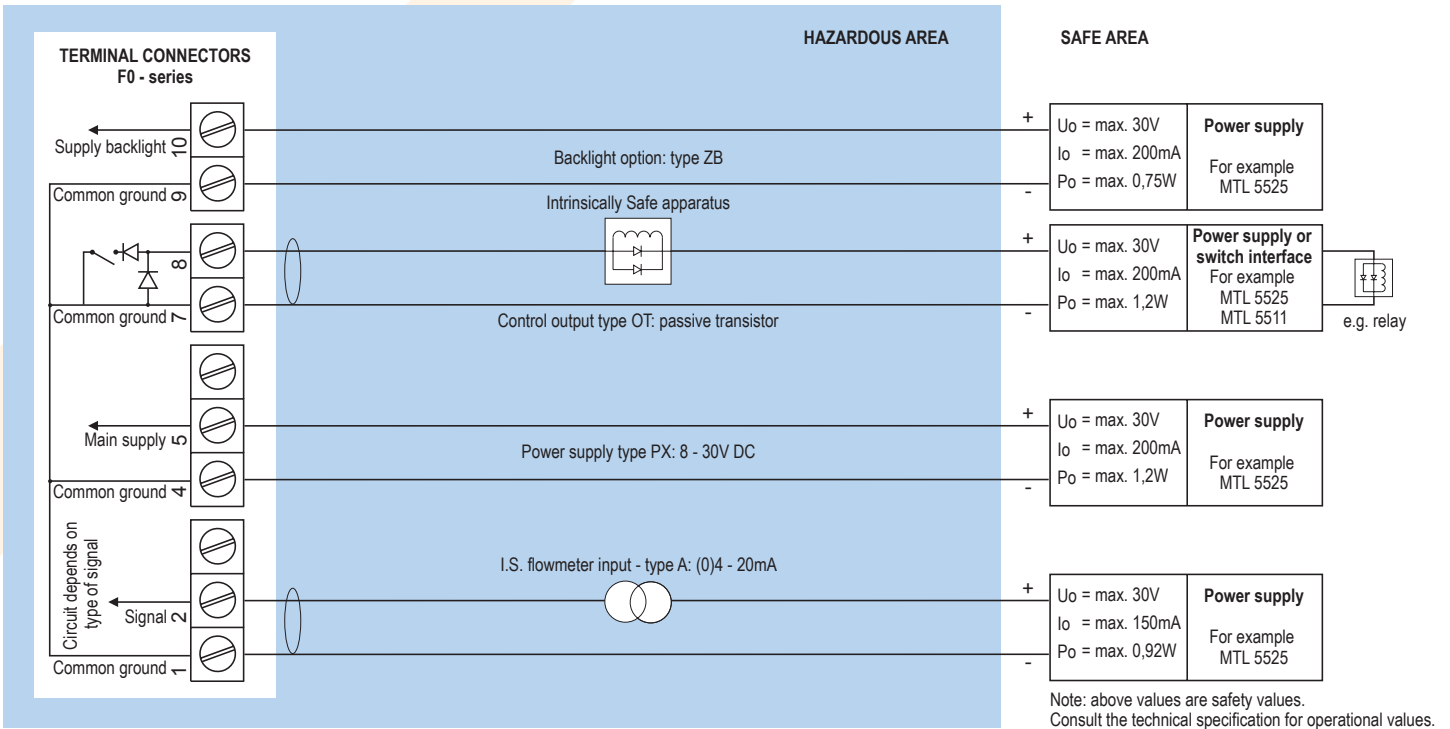 HAZARDOUS AREA
SAFE AREA
TERMINAL CONNECTORS
F0 - series
Supply backlight 10
Common ground 9
Backlight option: type ZB
+
-
Uo = max. 30V
Io = max. 200mA
Po = max. 0,75W
Power supply
For example
MTL 5525
Intrinsically Safe apparatus
8
Common ground 7
Control output type OT: passive transistor
+
-
Uo = max. 30V
Io = max. 200mA
Po = max. 1,2W
Power supply or
switch interface
For example
MTL 5525
MTL 5511
e.g. relay
Main supply 5
Common ground 4
Power supply type PX: 8 - 30V DC
+
-
Uo = max. 30V
Io = max. 200mA
Po = max. 1,2W
Power supply
For example
MTL 5525
Circuit depends on
type of signal
Signal 2
Common ground 1
I.S. flowmeter input - type A: (0)4 - 20mA
+
-
Uo = max. 30V
Io = max. 150mA
Po = max. 0,92W
Power supply
For example
MTL 5525
Note: above values are safety values.
Consult the technical specification for operational values.